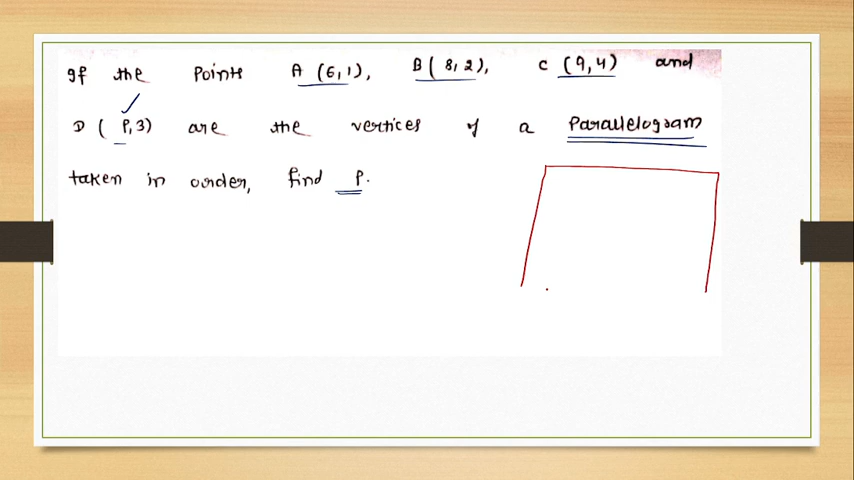 If the Points A (6,1), B( 8,2), C (9,4) and
D ( P,3) are the vertices of a Parallelogram
taken in order, find P.